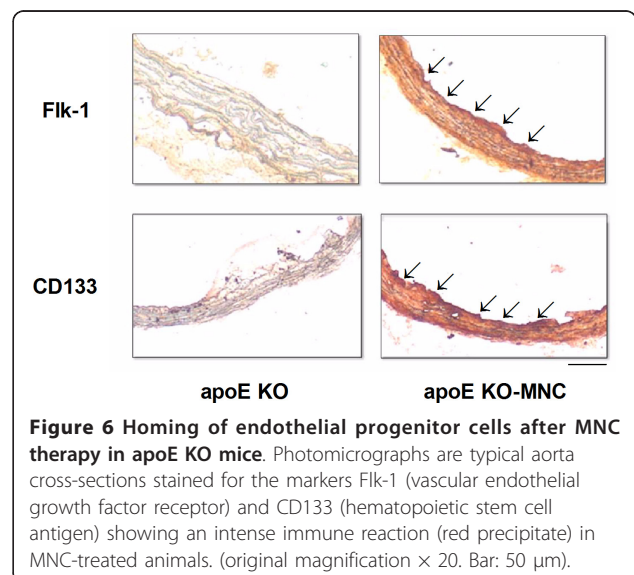 Flk-1
CD133
apoE KO apoE KO-MNC
Figure 6 Homing of endothelial progenitor cells after MNC
therapy in apoE KO mice. Photomicrographs are typical aorta
cross-sections stained for the markers Flk-1 (vascular endothelial
growth factor receptor) and CD133 (hematopoietic stem cell
antigen) showing an intense immune reaction (red precipitate) in
MNC-treated animals. (original magnification × 20. Bar: 50 μm).